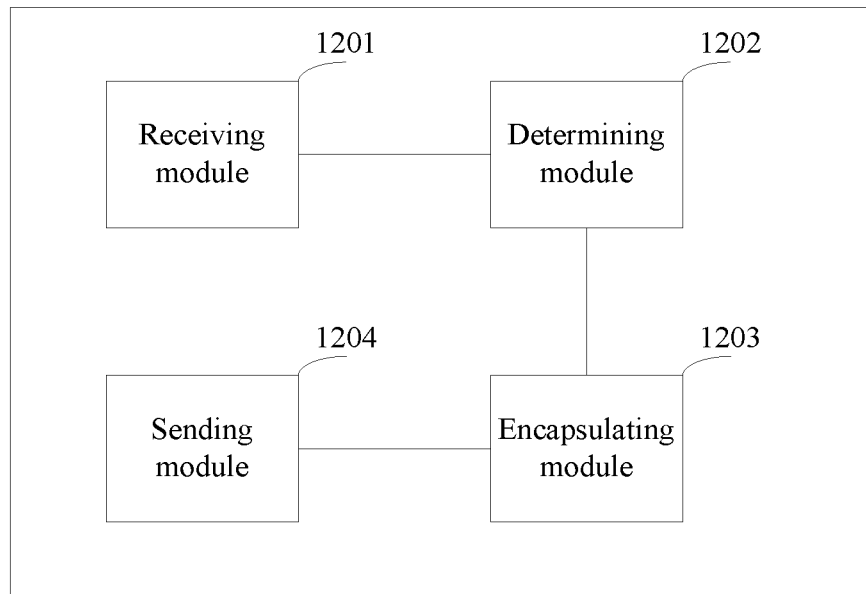 1201
Receiving
module
1202
Determining
module
1204
Sending
module
1203
Encapsulating
module